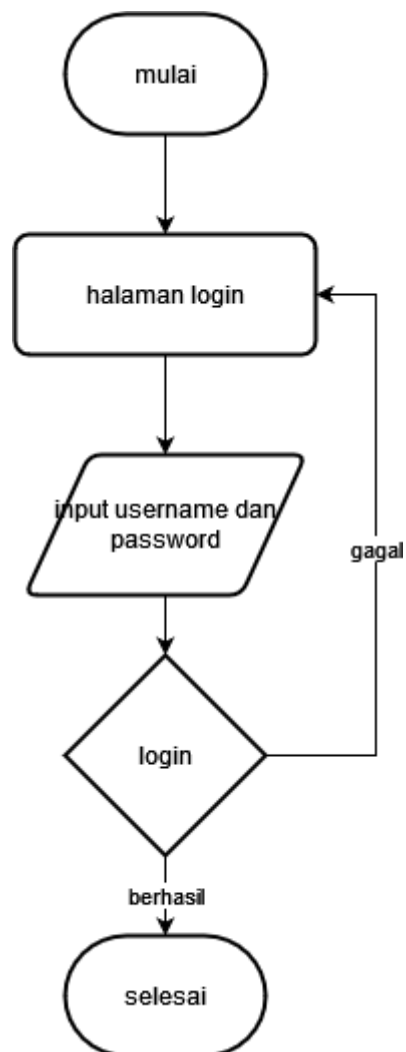 mulai
halaman login
input username dan
password
gagal
login
berhasil
selesai